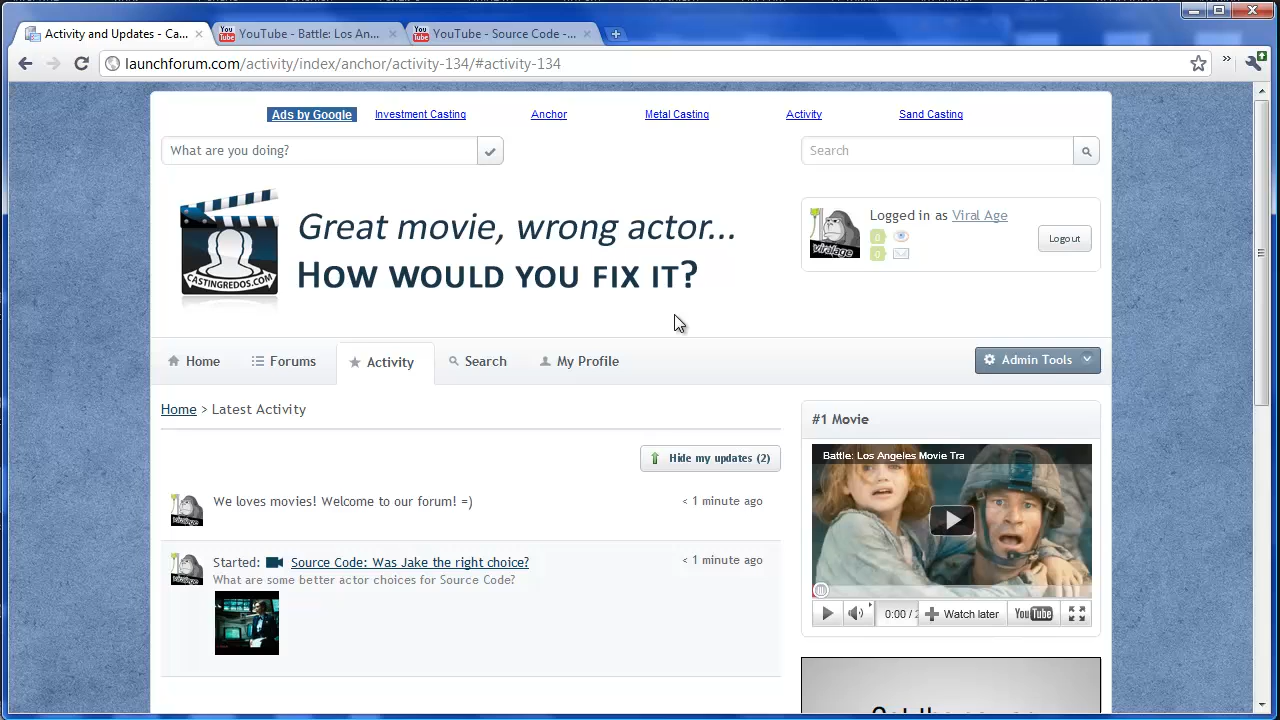 Activity and Updates - Ca...
YouTube - Battle: Los An...
YouTube - Source Code -...
launchforum.com/activity/index/anchor/activity-134/#activity-134
Ads by Google
Investment Casting
Anchor
Metal Casting
Activity
Sand Casting
What are you doing?
Search
CASTINGREDOS.COM
Great movie, wrong actor...
HOW WOULD YOU FIX IT?
viralage
Logged in as Viral Age
0
0
Logout
Home
Forums
Activity
Search
My Profile
Admin Tools
Home > Latest Activity
#1 Movie
Hide my updates (2)
Battle: Los Angeles Movie Tra
viralage
We loves movies! Welcome to our forum! =)
< 1 minute ago
viralage
Started: Source Code: Was Jake the right choice?
< 1 minute ago
What are some better actor choices for Source Code?
0:00 /
Watch later
YouTube